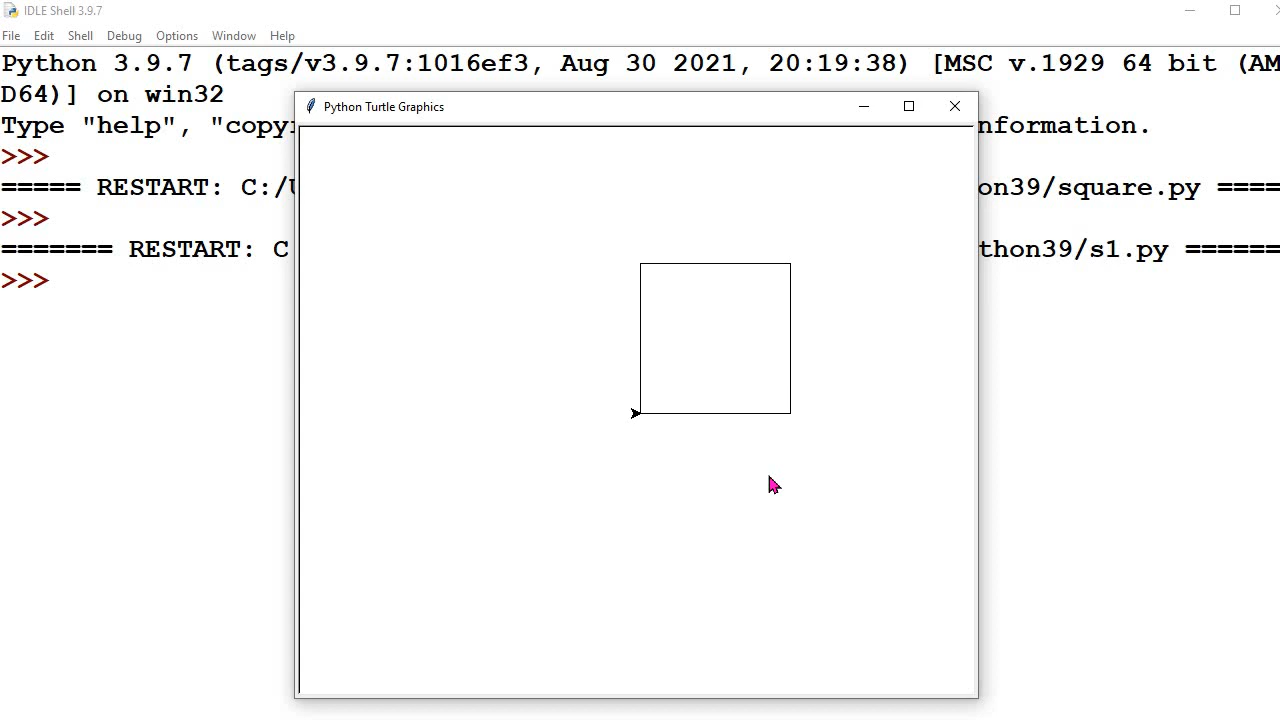 IDLE Shell 3.9.7
File Edit Shell Debug Options Window Help
Python 3.9.7 (tags/v3.9.7:1016ef3, Aug 30 2021, 20:19:38) [MSC v.1929 64 bit (AM
D64)] on win32
Python Turtle Graphics
Type "help", "copyr nformation.
>>>
===== RESTART: C:/U on39/square.py ====
>>>
======= RESTART: C thon39/s1.py ======
>>>